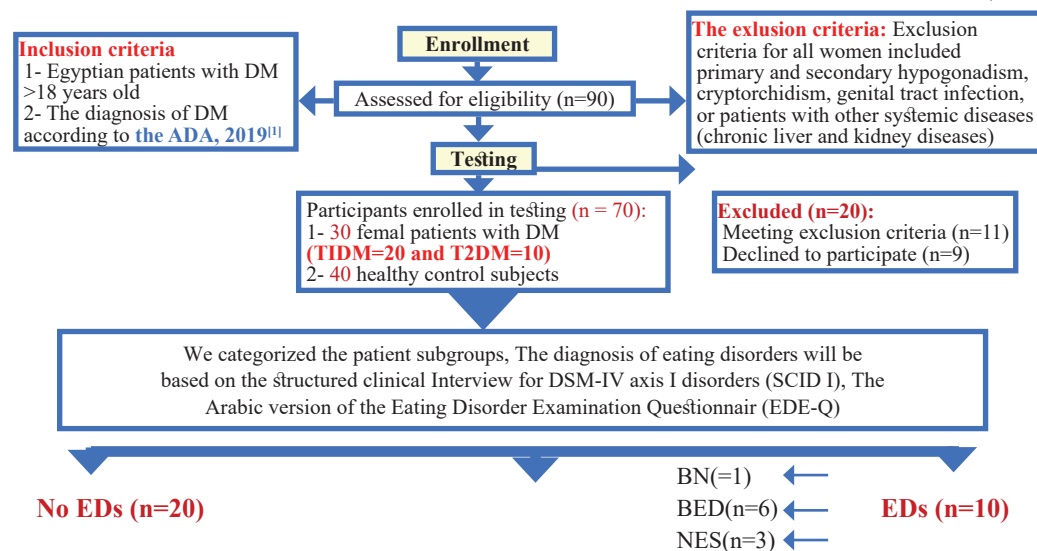 Enrollment
Inclusion criteria
1- Egyptian patients with DM
>18 years old
2- The diagnosis of DM
according to the ADA, 2019[1]
Assessed for eligibility (n=90)
The exlusion criteria: Exclusion
criteria for all women included
primary and secondary hypogonadism,
cryptorchidism, genital tract infection,
or patients with other systemic diseases
(chronic liver and kidney diseases)
Testing
Participants enrolled in testing (n = 70):
1- 30 femal patients with DM
(TIDM=20 and T2DM=10)
2- 40 healthy control subjects
Excluded (n=20):
Meeting exclusion criteria (n=11)
Declined to participate (n=9)
We categorized the patient subgroups, The diagnosis of eating disorders will be
based on the structured clinical Interview for DSM-IV axis I disorders (SCID I), The
Arabic version of the Eating Disorder Examination Questionnair (EDE-Q)
No EDs (n=20)
BN(=1)
BED(n=6)
NES(n=3)
EDs (n=10)